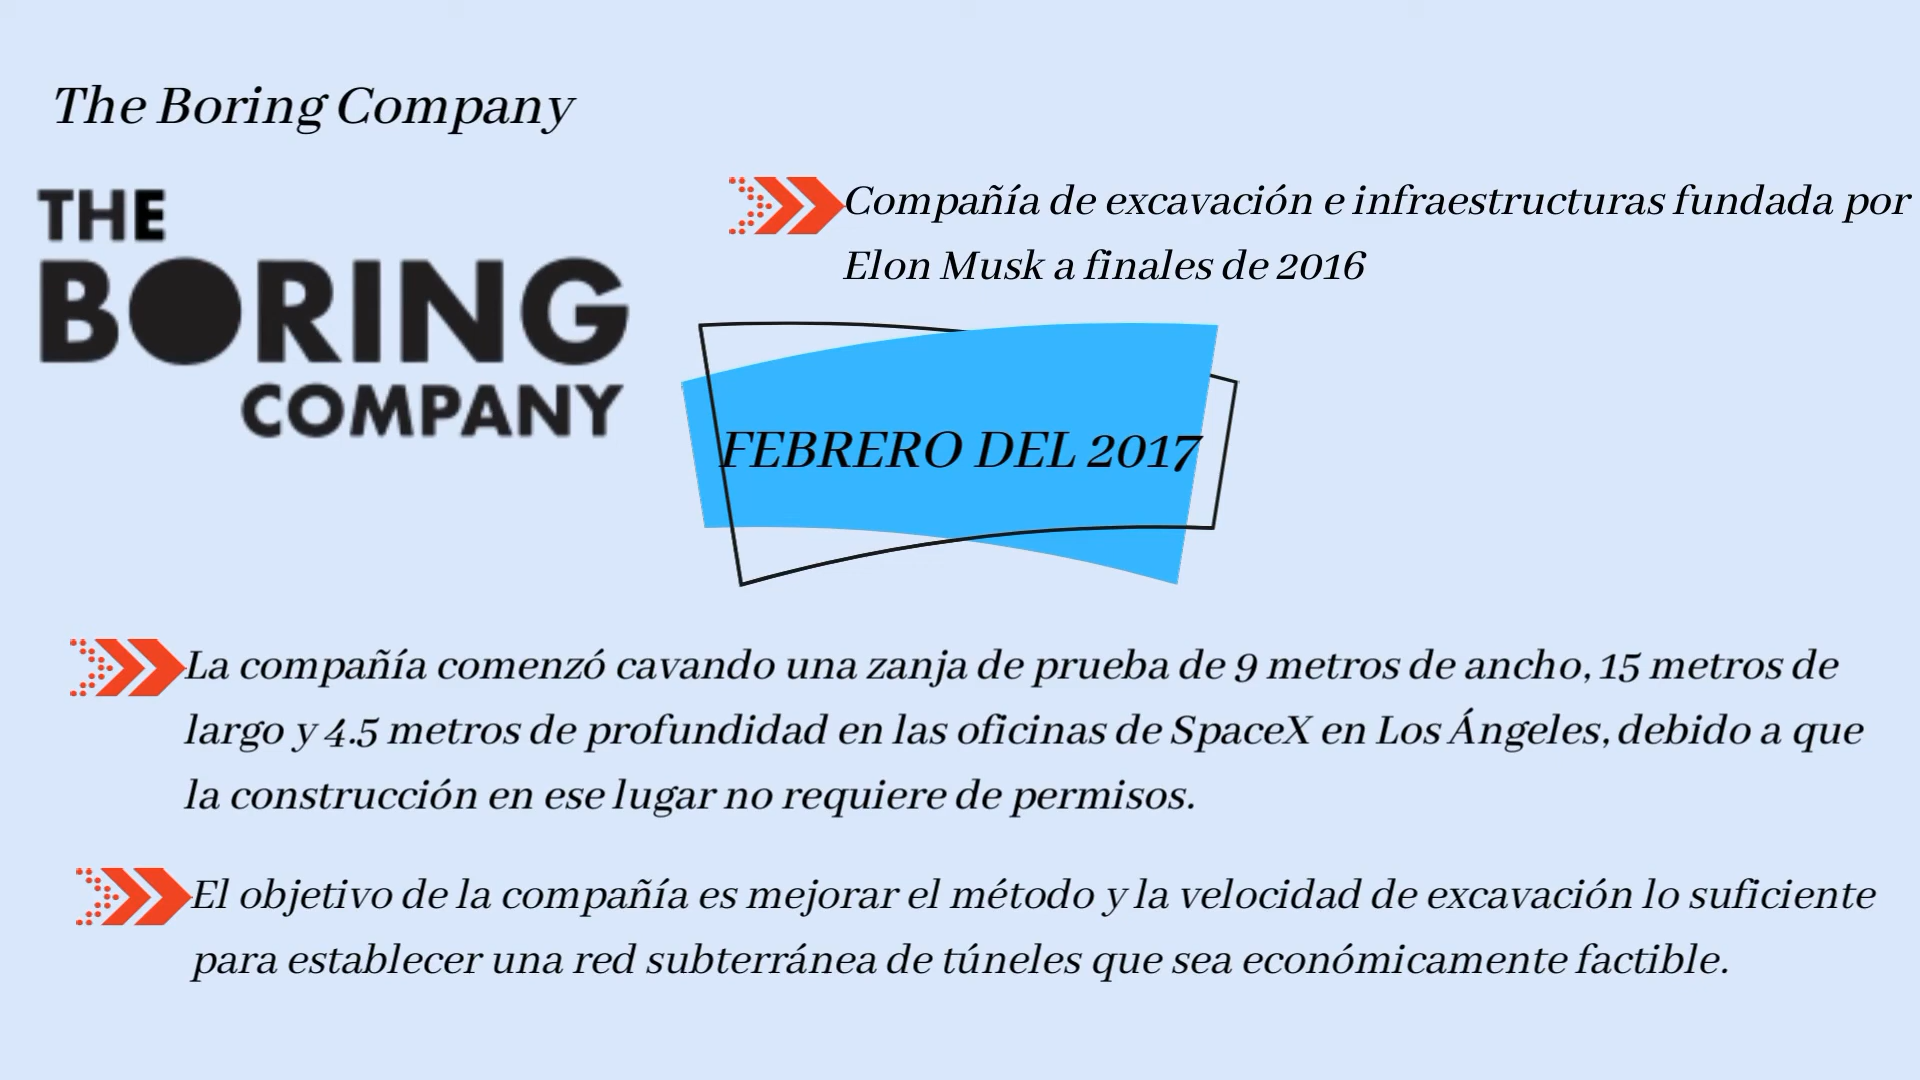 The Boring Company
THE
BORING
COMPANY
Compañía de excavación e infraestructuras fundada por
Elon Musk a finales de 2016
FEBRERO DEL 2017
La compañía comenzó cavando una zanja de prueba de 9 metros de ancho, 15 metros de
largo y 4.5 metros de profundidad en las oficinas de SpaceX en Los Ángeles, debido a que
la construcción en ese lugar no requiere de permisos.
El objetivo de la compañía es mejorar el método y la velocidad de excavación lo suficiente
para establecer una red subterránea de túneles que sea económicamente factible.